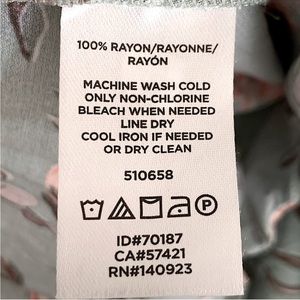 100% RAYON/RAYONNE/
RAYÓN
MACHINE WASH COLD
ONLY NON-CHLORINE
BLEACH WHEN NEEDED
LINE DRY
COOL IRON IF NEEDED
OR DRY CLEAN
510658
P
ID#70187
CA#57421
RN#140923